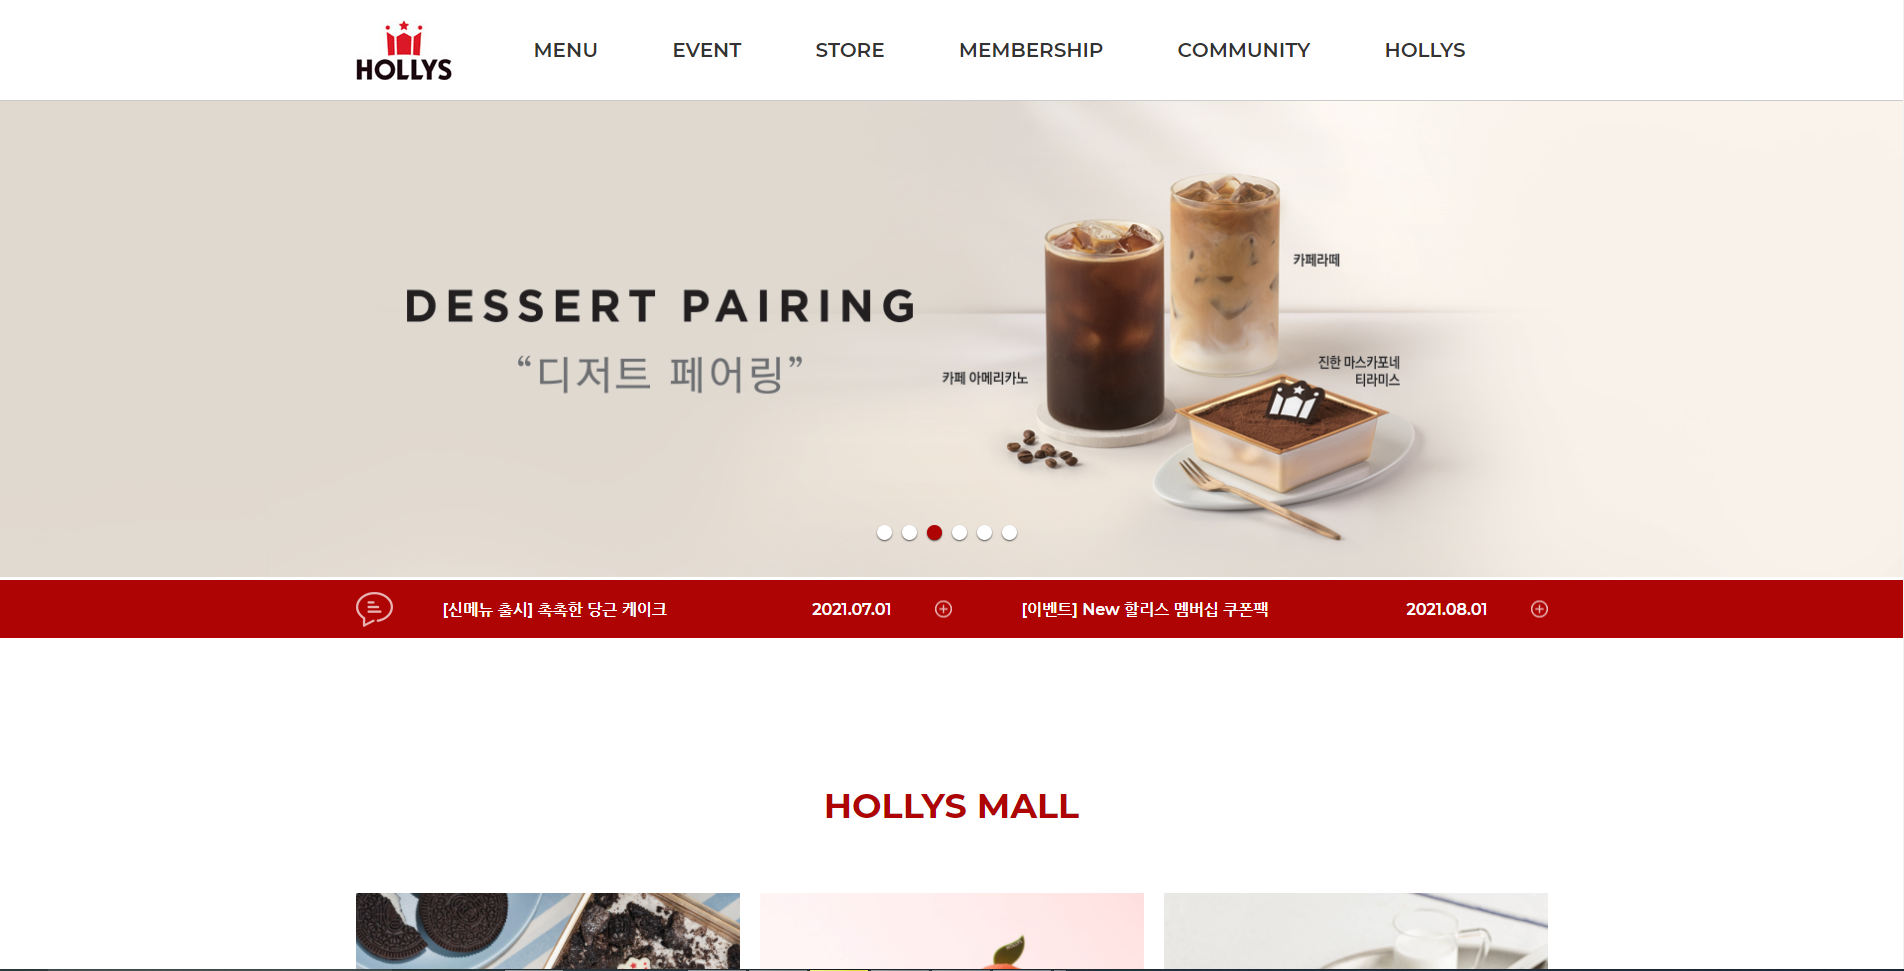 HOLLYS
MENU
EVENT
STORE
MEMBERSHIP
COMMUNITY
HOLLYS
DESSERT PAIRING
“디저트 페어링”
카페라떼
카페 아메리카노
진한 마스카포네
티라미스
[신메뉴 출시] 촉촉한 당근 케이크
2021.07.01
[이벤트] New 할리스 멤버십 쿠폰팩
2021.08.01
HOLLYS MALL